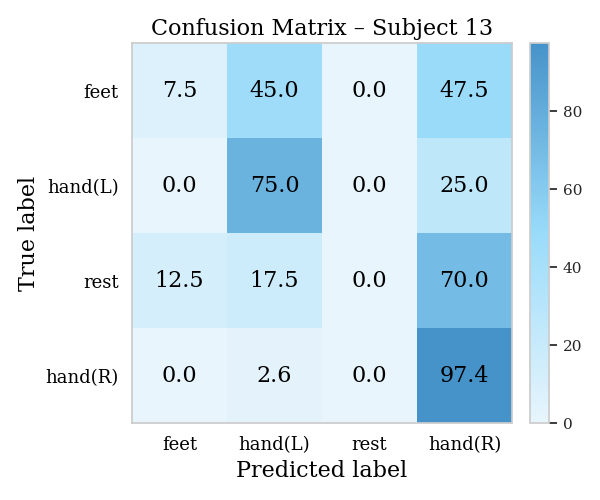 Confusion Matrix – Subject 13
feet 7.5 45.0 0.0 47.5
hand(L) 0.0 75.0 0.0 25.0
rest 12.5 17.5 0.0 70.0
hand(R) 0.0 2.6 0.0 97.4
feet hand(L) rest hand(R)
Predicted label
True label
80
60
40
20
0